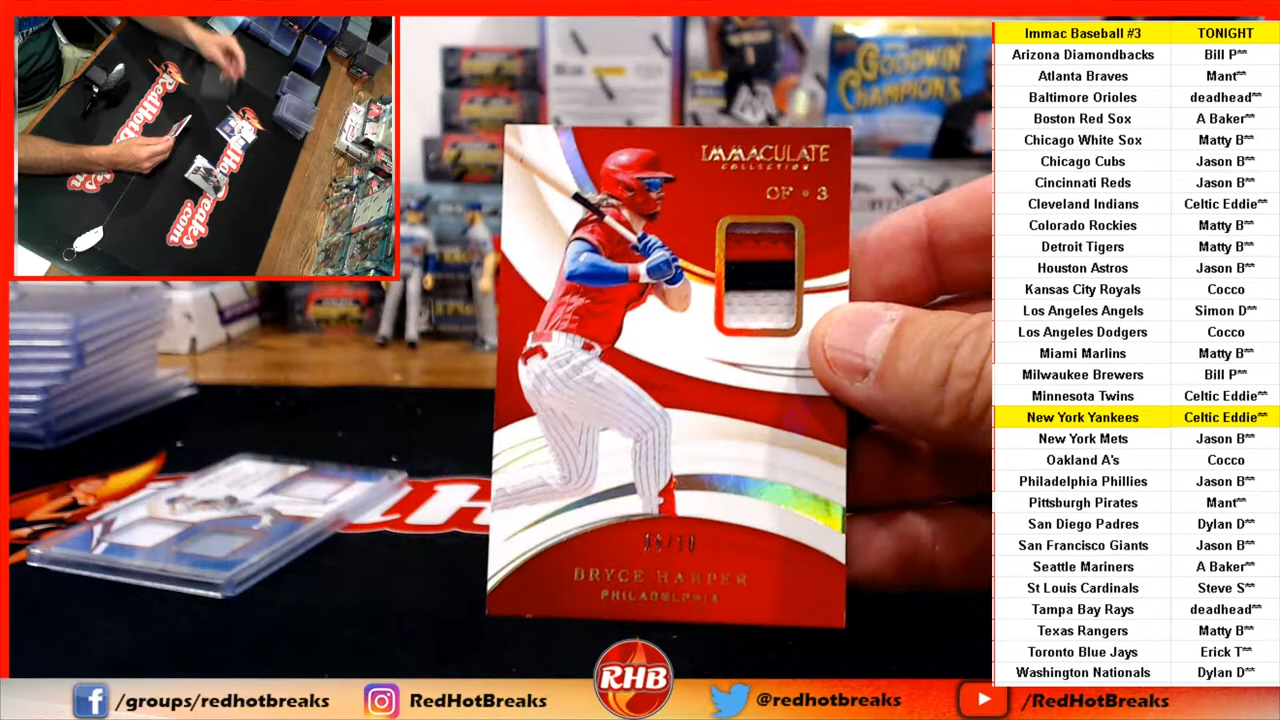 RedHotBreaks
RedHotBreaks.com
GOODWIN
CHAMPIONS
IMMACULATE
COLLECTION
OF • 3
BRYCE HARPER
PHILADELPHIA
Immac Baseball #3 TONIGHT
Arizona Diamondbacks Bill P**
Atlanta Braves Mant**
Baltimore Orioles deadhead**
Boston Red Sox A Baker**
Chicago White Sox Matty B**
Chicago Cubs Jason B**
Cincinnati Reds Jason B**
Cleveland Indians Celtic Eddie**
Colorado Rockies Matty B**
Detroit Tigers Matty B**
Houston Astros Jason B**
Kansas City Royals Cocco
Los Angeles Angels Simon D**
Los Angeles Dodgers Cocco
Miami Marlins Matty B**
Milwaukee Brewers Bill P**
Minnesota Twins Celtic Eddie**
New York Yankees Celtic Eddie**
New York Mets Jason B**
Oakland A's Cocco
Philadelphia Phillies Jason B**
Pittsburgh Pirates Mant**
San Diego Padres Dylan D**
San Francisco Giants Jason B**
Seattle Mariners A Baker**
St Louis Cardinals Steve S**
Tampa Bay Rays deadhead**
Texas Rangers Matty B**
Toronto Blue Jays Erick T**
Washington Nationals Dylan D**
/groups/redhotbreaks
RedHotBreaks
RHB
@redhotbreaks
/RedHotBreaks